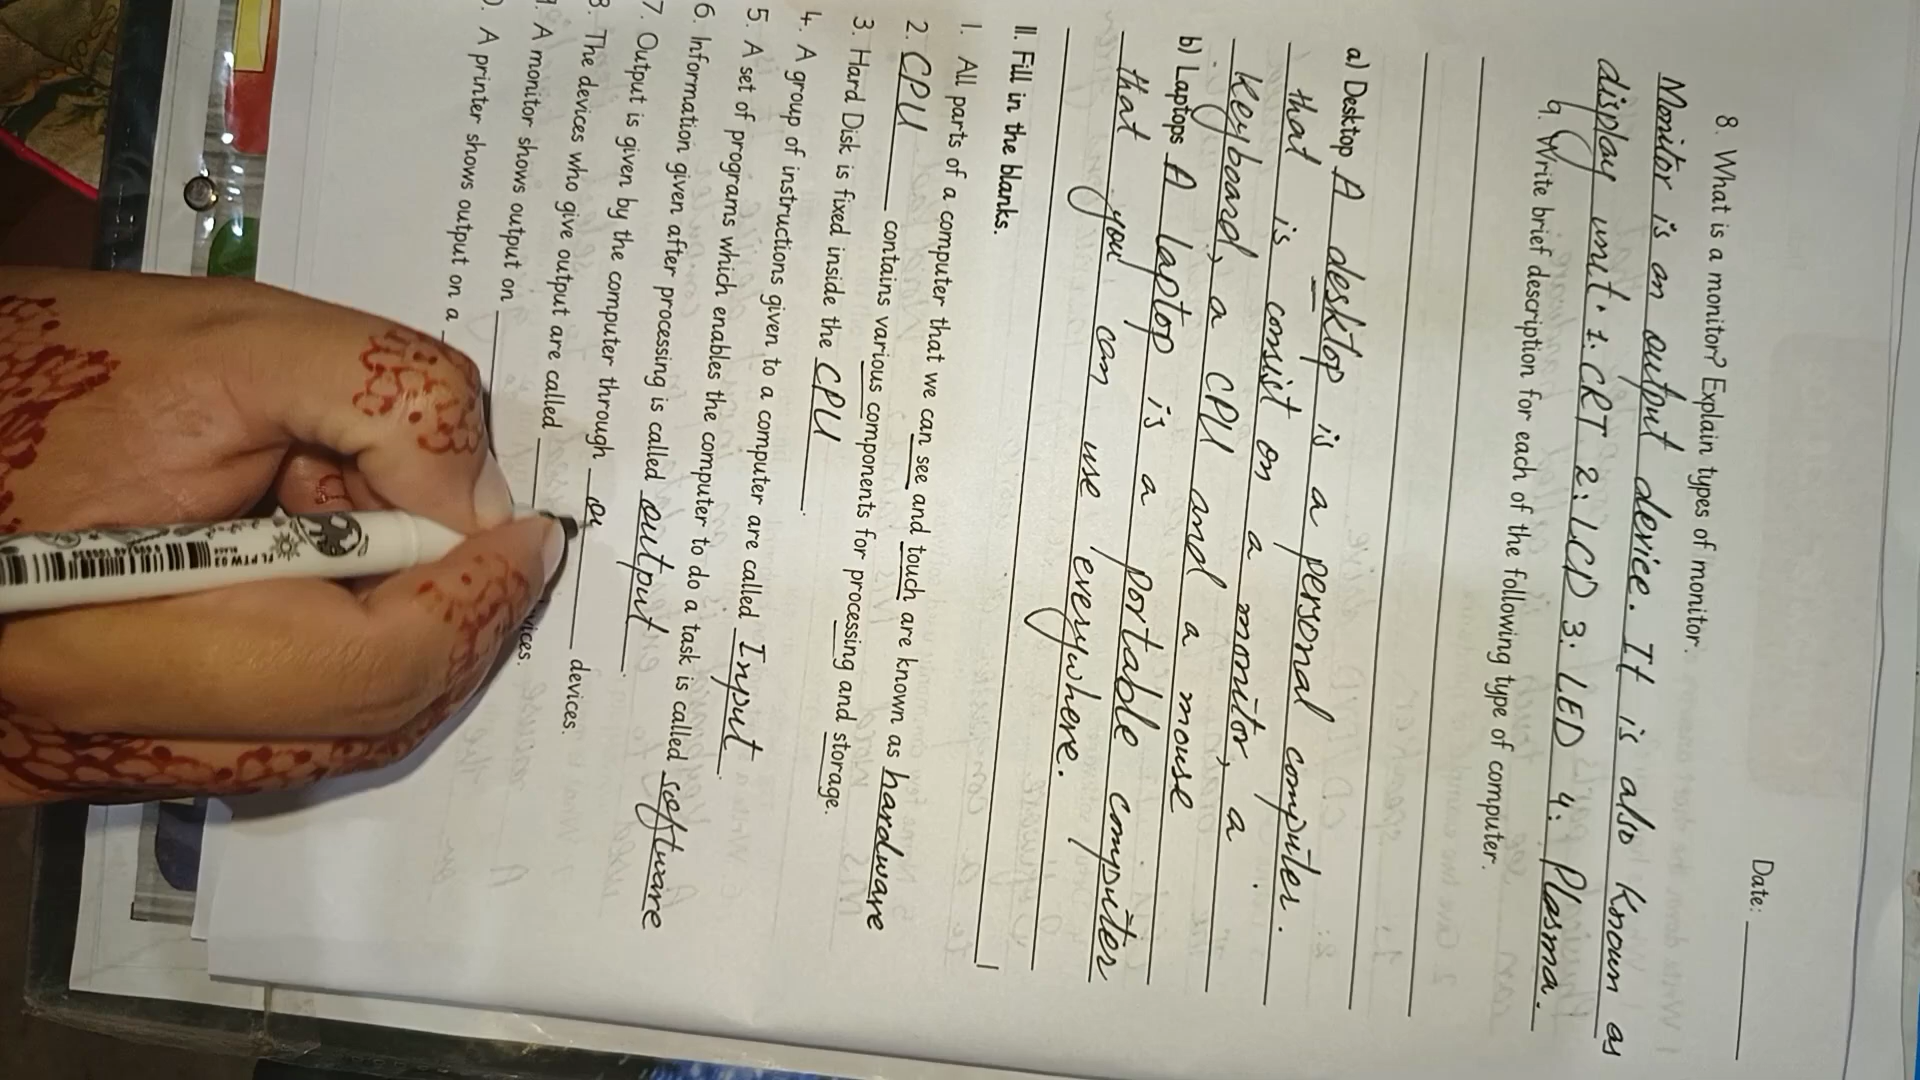 Date:
8. What is a monitor? Explain types of monitor.
Monitor is an output device. It is also known as
display unit. 1: CRT 2: LCD 3: LED 4: Plasma.
9. Write brief description for each of the following type of computer.
a) Desktop A desktop is a personal computer.
that is consist on a monitor, a
keyboard, a CPU and a mouse
b) Laptops A laptop is a portable computer
that you can use everywhere.
II. Fill in the blanks.
1. All parts of a computer that we can see and touch are known as hardware
2. CPU contains various components for processing and storage.
3. Hard Disk is fixed inside the CPU.
4. A group of instructions given to a computer are called Input.
5. A set of programs which enables the computer to do a task is called software
6. Information given after processing is called output.
7. Output is given by the computer through ou devices.
8. The devices who give output are called vices.
9. A monitor shows output on
A printer shows output on a